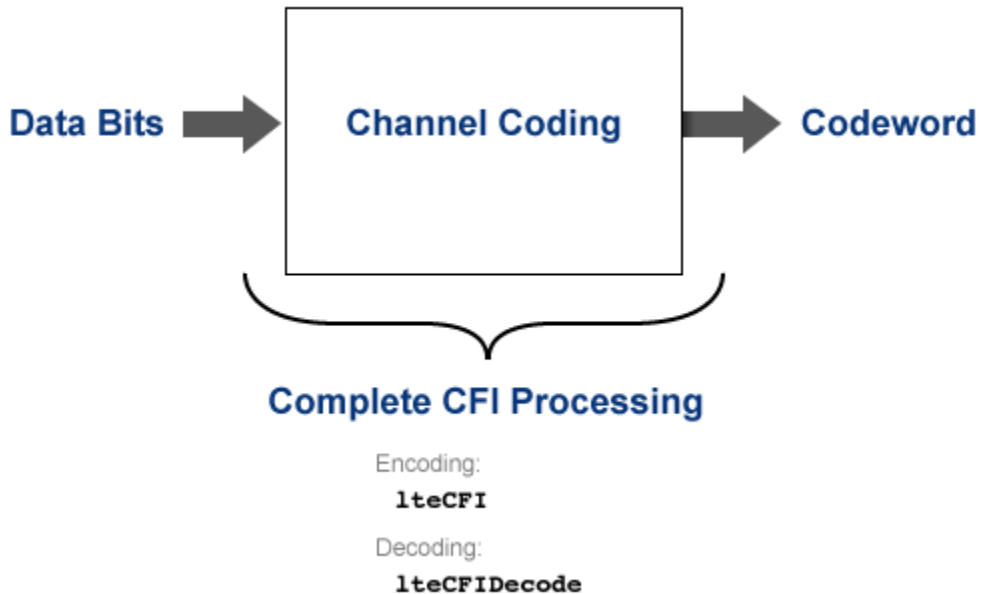 Data Bits
Channel Coding
Codeword
Complete CFI Processing
Encoding:
lteCFI
Decoding:
lteCFIDecode